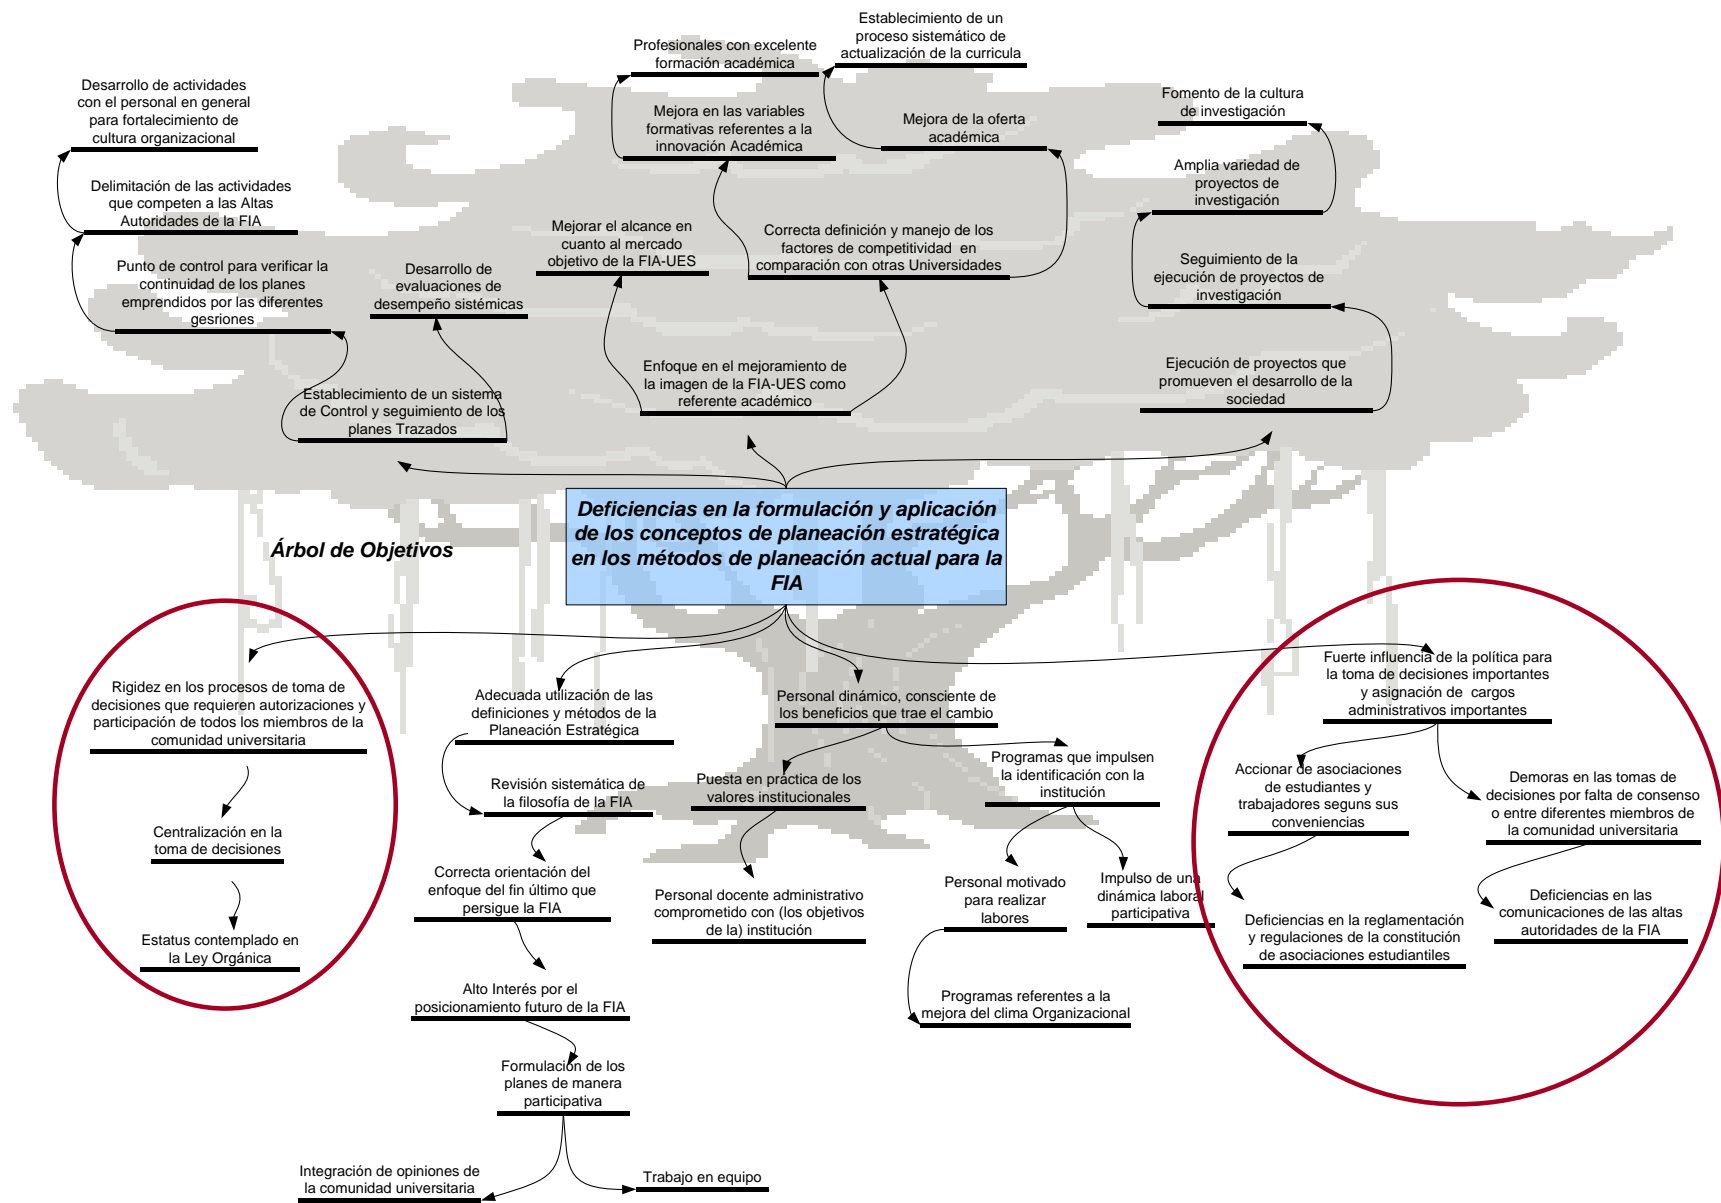 Establecimiento de un
proceso sistemático de
actualización de la curricula
Profesionales con excelente
formación académica
Desarrollo de actividades
con el personal en general
para fortalecimiento de
cultura organizacional
Mejora en las variables
formativas referentes a la
innovación Académica
Mejora de la oferta
académica
Fomento de la cultura
de investigación
Delimitación de las actividades
que competen a las Altas
Autoridades de la FIA
Amplia variedad de
proyectos de
investigación
Mejorar el alcance en
cuanto al mercado
objetivo de la FIA-UES
Correcta definición y manejo de los
factores de competitividad en
comparación con otras Universidades
Punto de control para verificar la
continuidad de los planes
emprendidos por las diferentes
gesriones
Desarrollo de
evaluaciones de
desempeño sistémicas
Seguimiento de la
ejecución de proyectos de
investigación
Establecimiento de un sistema
de Control y seguimiento de los
planes Trazados
Enfoque en el mejoramiento de
la imagen de la FIA-UES como
referente académico
Ejecución de proyectos que
promueven el desarrollo de la
sociedad
Árbol de Objetivos
Deficiencias en la formulación y aplicación
de los conceptos de planeación estratégica
en los métodos de planeación actual para la
FIA
Rigidez en los procesos de toma de
decisiones que requieren autorizaciones y
participación de todos los miembros de la
comunidad universitaria
Adecuada utilización de las
definiciones y métodos de la
Planeación Estratégica
Personal dinámico, consciente de
los beneficios que trae el cambio
Fuerte influencia de la política para
la toma de decisiones importantes
y asignación de cargos
administrativos importantes
Revisión sistemática de
la filosofía de la FIA
Puesta en práctica de los
valores institucionales
Programas que impulsen
la identificación con la
institución
Accionar de asociaciones
de estudiantes y
trabajadores seguns sus
conveniencias
Demoras en las tomas de
decisiones por falta de consenso
o entre diferentes miembros de
la comunidad universitaria
Centralización en la
toma de decisiones
Correcta orientación del
enfoque del fin último que
persigue la FIA
Personal docente administrativo
comprometido con (los objetivos
de la) institución
Personal motivado
para realizar
labores
Impulso de una
dinámica laboral
participativa
Deficiencias en la reglamentación
y regulaciones de la constitución
de asociaciones estudiantiles
Deficiencias en las
comunicaciones de las altas
autoridades de la FIA
Estatus contemplado en
la Ley Orgánica
Alto Interés por el
posicionamiento futuro de la FIA
Programas referentes a la
mejora del clima Organizacional
Formulación de los
planes de manera
participativa
Integración de opiniones de
la comunidad universitaria
Trabajo en equipo